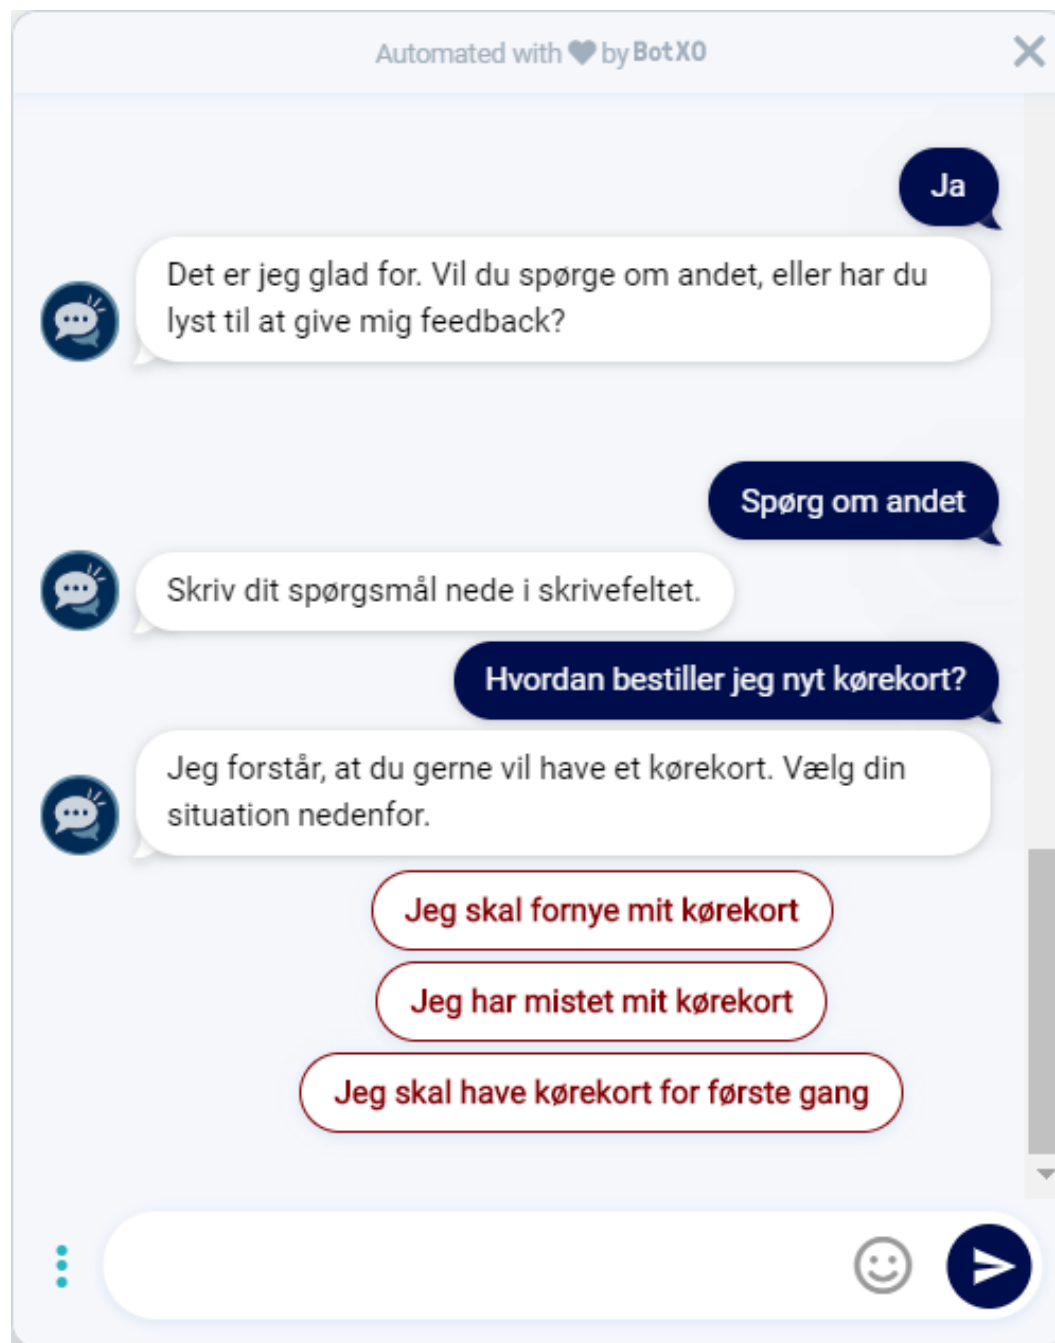 Automated with by BotXO
Ja
Det er jeg glad for. Vil du spørge om andet, eller har du
lyst til at give mig feedback?
Spørg om andet
Skriv dit spørgsmål nede i skrivefeltet.
Hvordan bestiller jeg nyt kørekort?
Jeg forstår, at du gerne vil have et kørekort. Vælg din
situation nedenfor.
Jeg skal fornye mit kørekort
Jeg har mistet mit kørekort
Jeg skal have kørekort for første gang